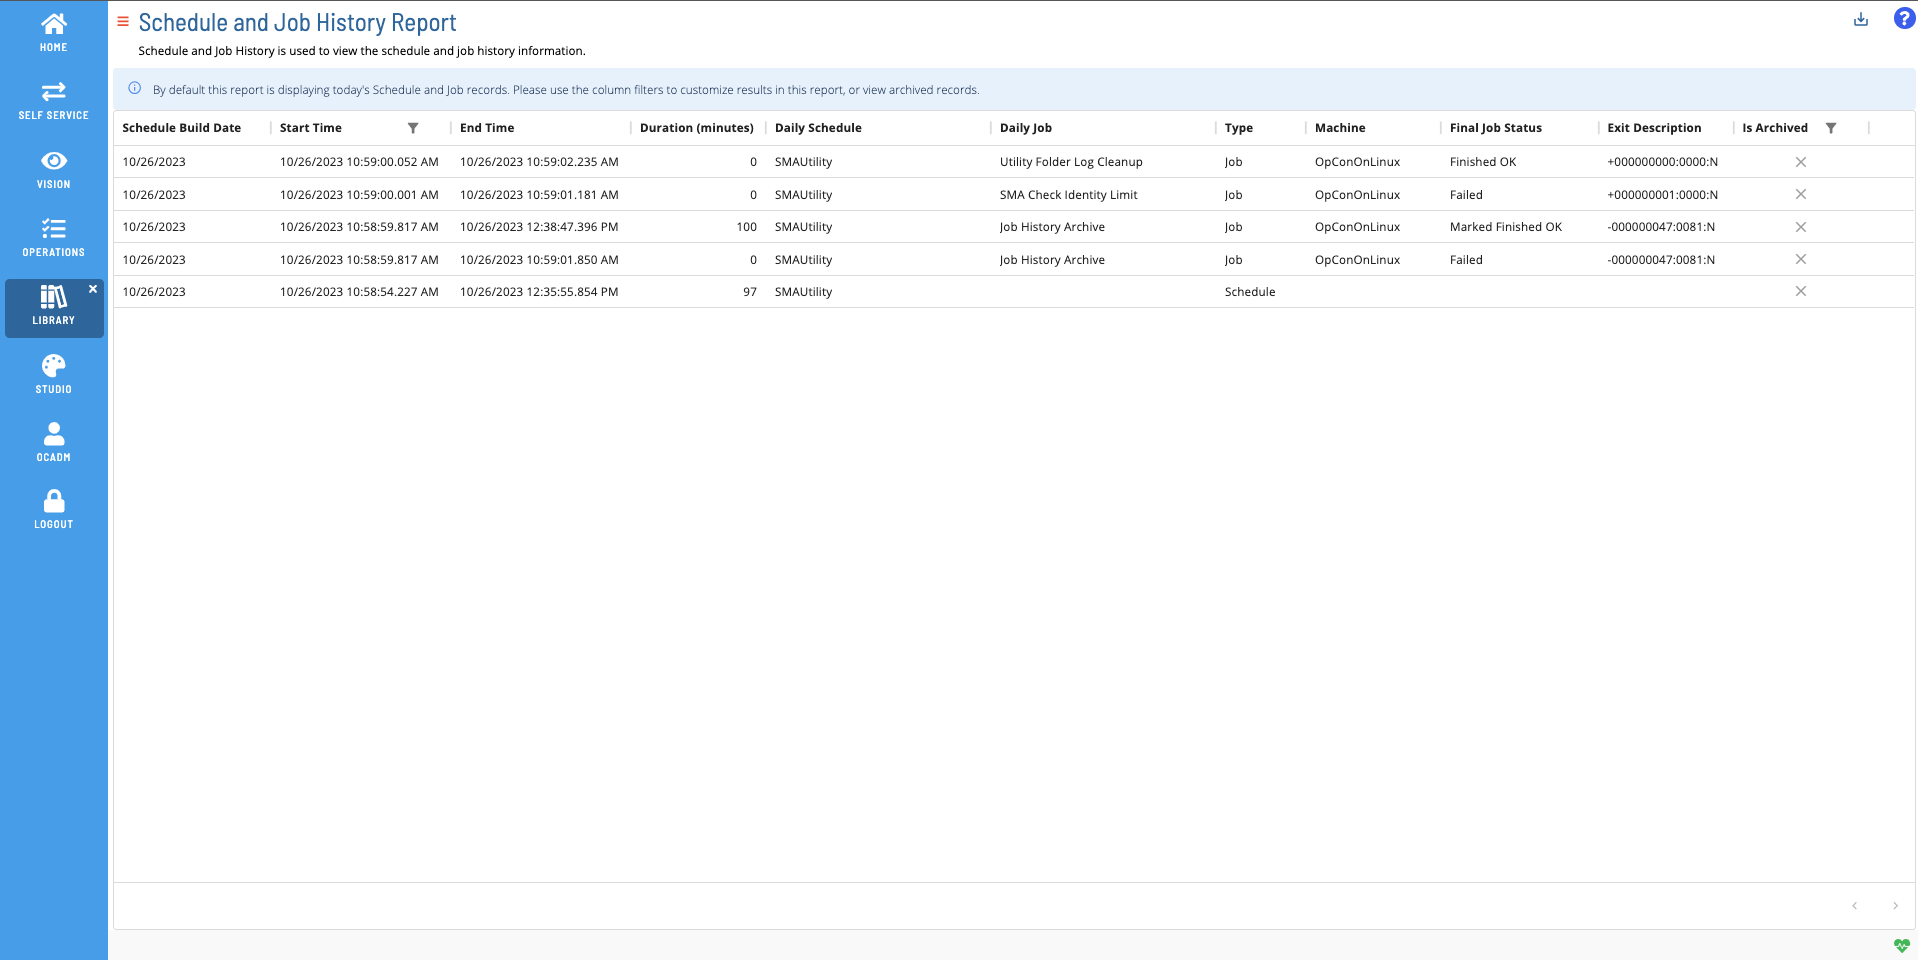 HOME
SELF SERVICE
VISION
OPERATIONS
LIBRARY
STUDIO
OCADM
LOGOUT
Schedule and Job History Report
Schedule and Job History is used to view the schedule and job history information.
By default this report is displaying today's Schedule and Job records. Please use the column filters to customize results in this report, or view archived records.
Schedule Build Date Start Time End Time Duration (minutes) Daily Schedule Daily Job Type Machine Final Job Status Exit Description Is Archived
10/26/2023 10/26/2023 10:59:00.052 AM 10/26/2023 10:59:02.235 AM 0 SMAUtility Utility Folder Log Cleanup Job OpConOnLinux Finished OK +000000000:0000:N
10/26/2023 10/26/2023 10:59:00.001 AM 10/26/2023 10:59:01.181 AM 0 SMAUtility SMA Check Identity Limit Job OpConOnLinux Failed +000000001:0000:N
10/26/2023 10/26/2023 10:58:59.817 AM 10/26/2023 12:38:47.396 PM 100 SMAUtility Job History Archive Job OpConOnLinux Marked Finished OK -000000047:0081:N
10/26/2023 10/26/2023 10:58:59.817 AM 10/26/2023 10:59:01.850 AM 0 SMAUtility Job History Archive Job OpConOnLinux Failed -000000047:0081:N
10/26/2023 10/26/2023 10:58:54.227 AM 10/26/2023 12:35:55.854 PM 97 SMAUtility Schedule